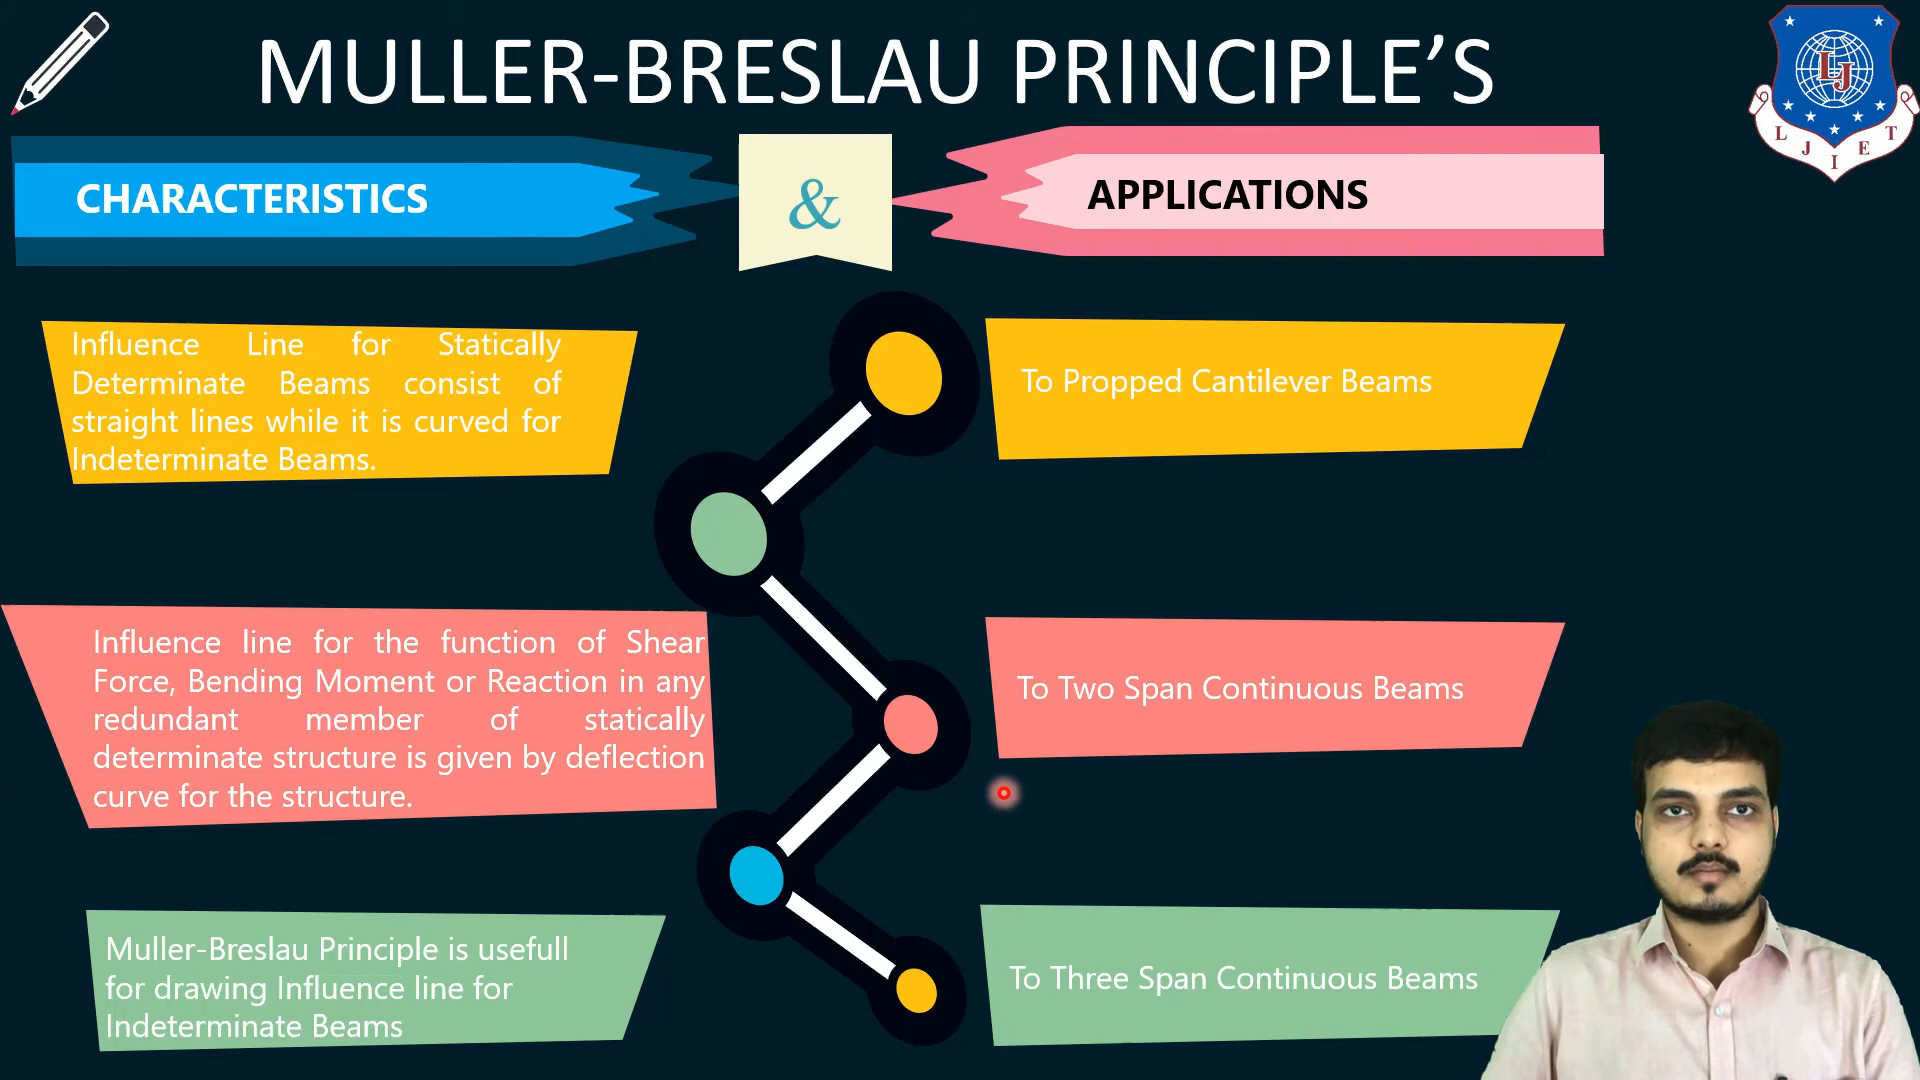 MULLER-BRESLAU PRINCIPLE’S
CHARACTERISTICS
&
APPLICATIONS
LJ
L J I E T
Influence Line for Statically
Determinate Beams consist of
straight lines while it is curved for
Indeterminate Beams.
To Propped Cantilever Beams
Influence line for the function of Shear
Force, Bending Moment or Reaction in any
redundant member of statically
determinate structure is given by deflection
curve for the structure.
To Two Span Continuous Beams
Muller-Breslau Principle is usefull
for drawing Influence line for
Indeterminate Beams
To Three Span Continuous Beams